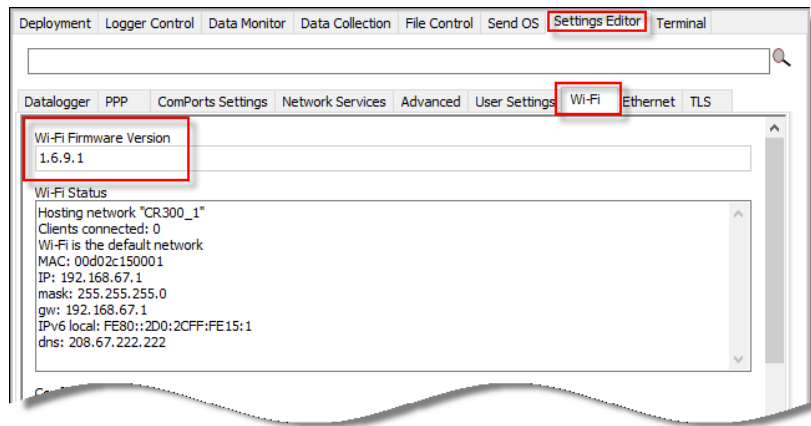 Deployment Logger Control Data Monitor Data Collection File Control Send OS Settings Editor Terminal
Datalogger PPP ComPorts Settings Network Services Advanced User Settings Wi-Fi Ethernet TLS
Wi-Fi Firmware Version
1.6.9.1
Wi-Fi Status
Hosting network "CR300_1"
Clients connected: 0
Wi-Fi is the default network
MAC: 00d02c150001
IP: 192.168.67.1
mask: 255.255.255.0
gw: 192.168.67.1
IPv6 local: FE80::2D0:2CFF:FE15:1
dns: 208.67.222.222